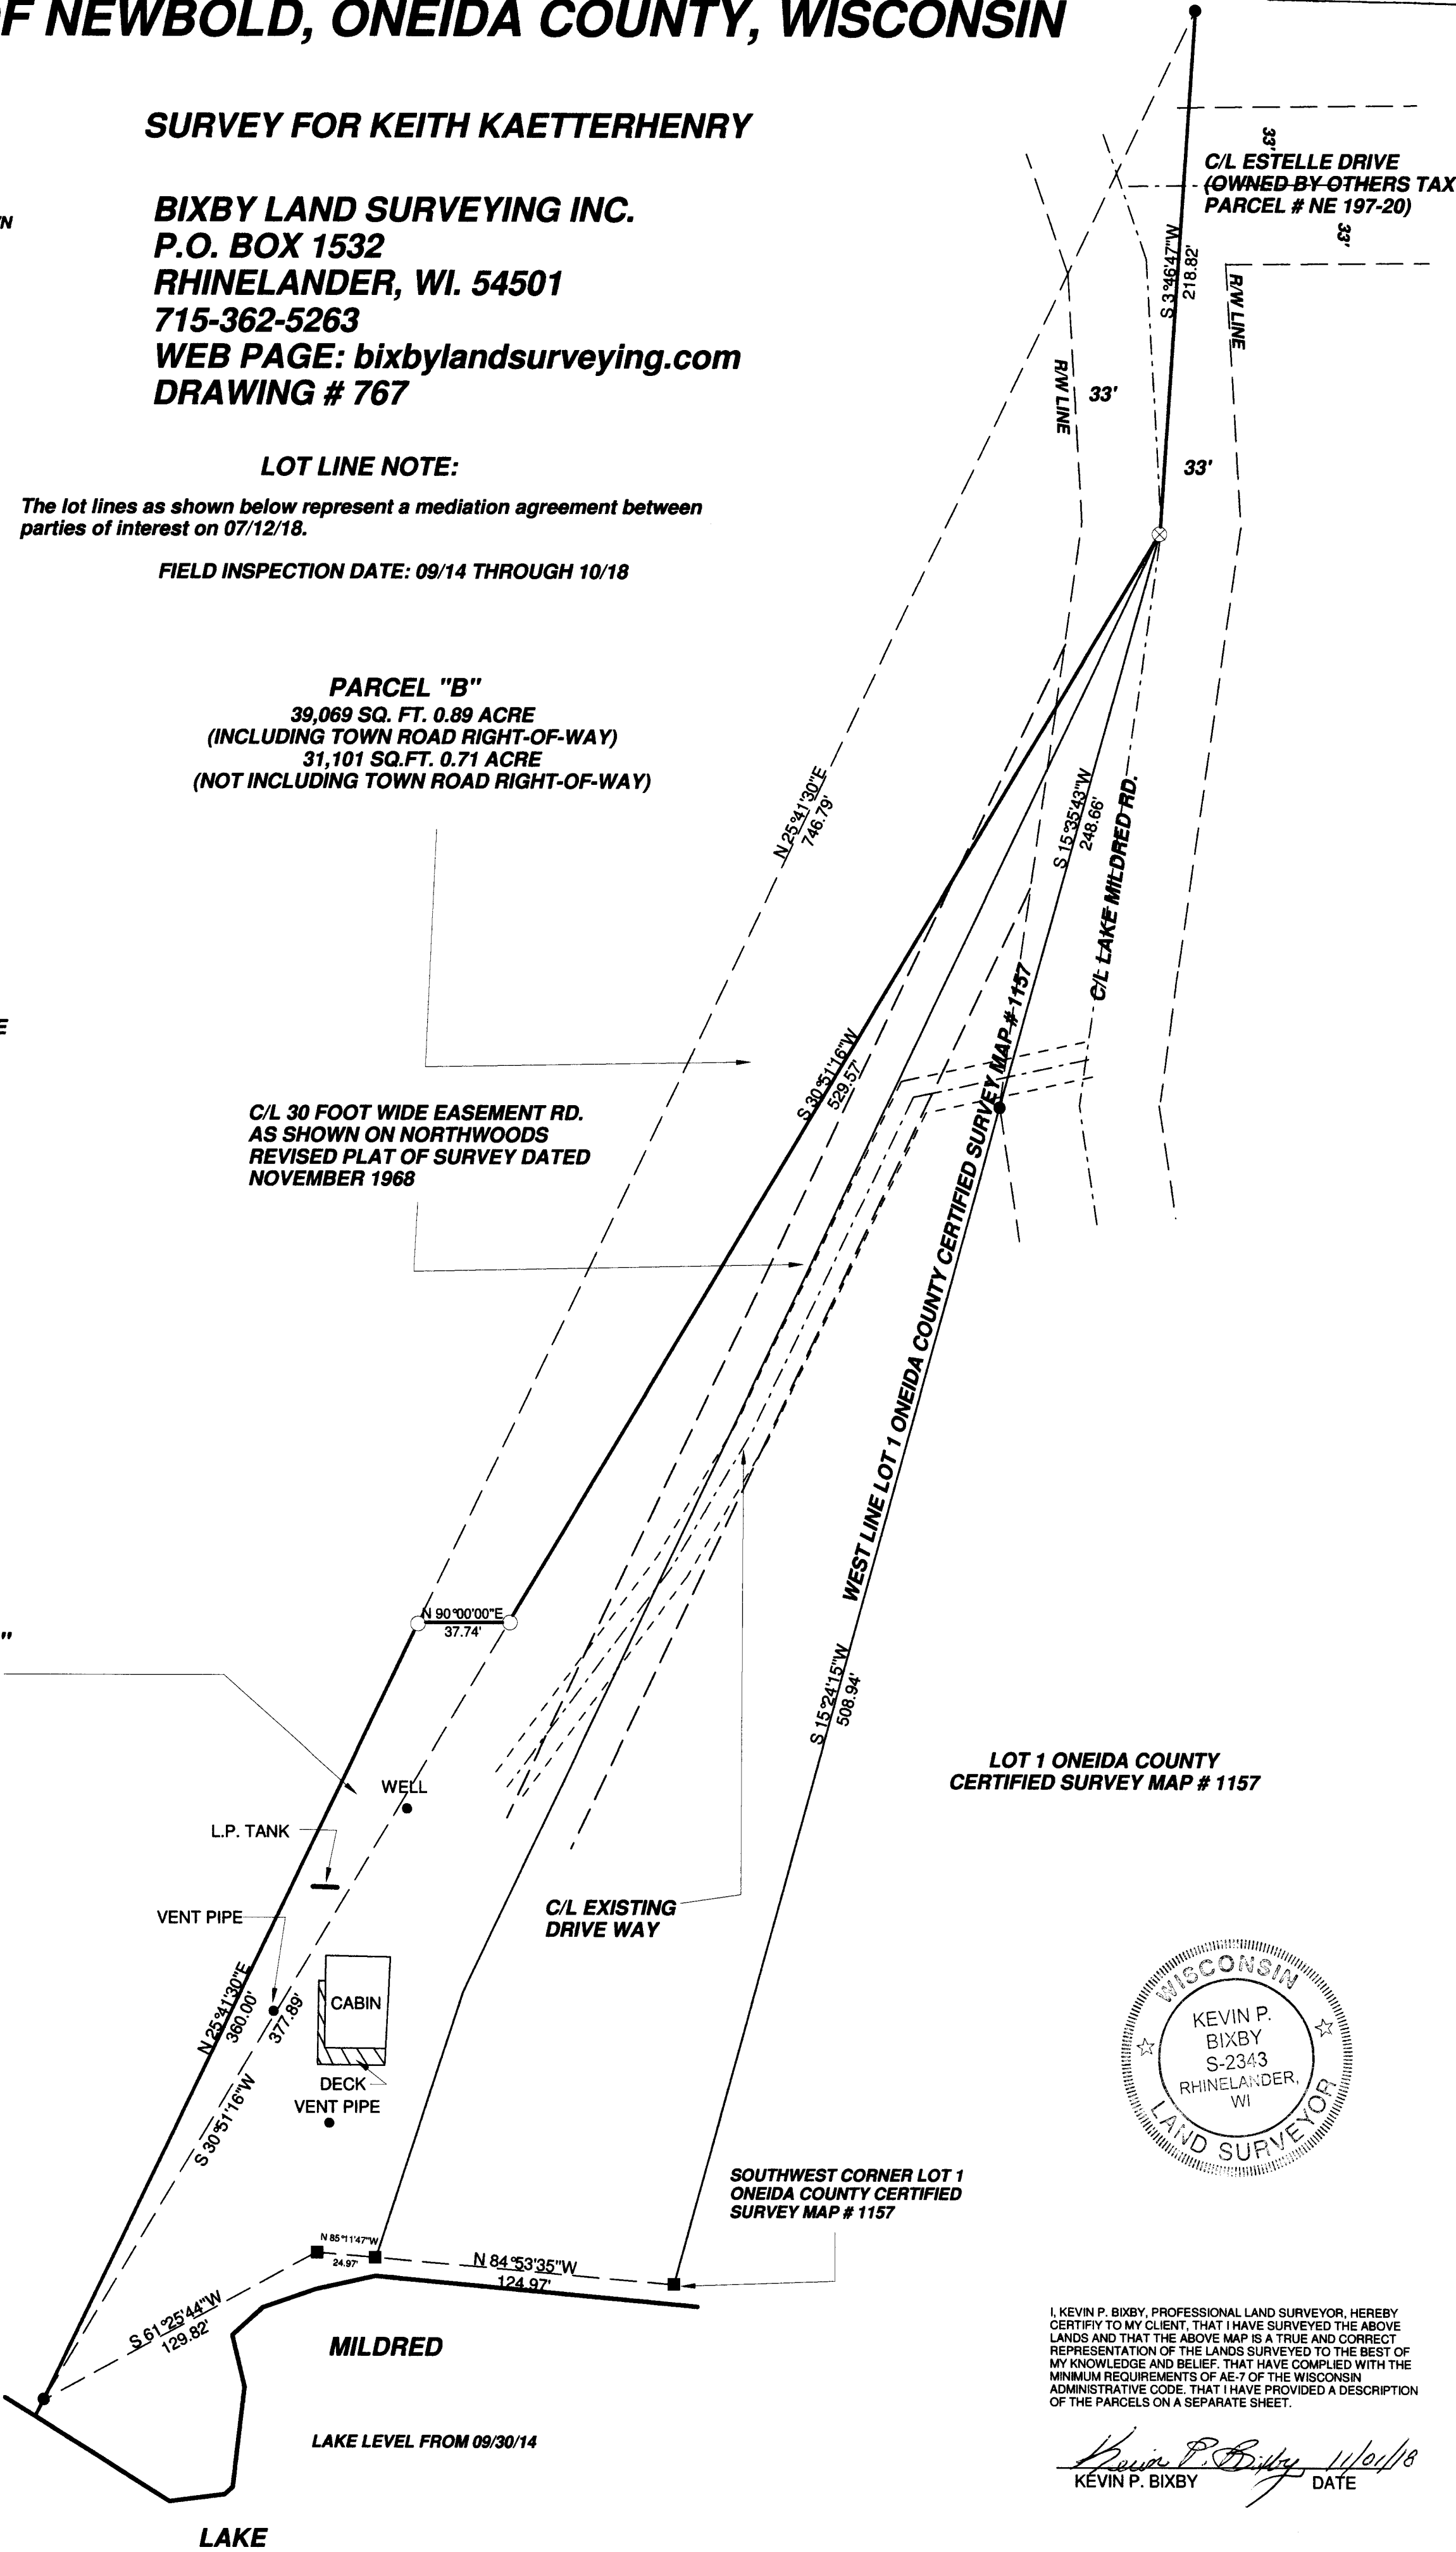 OF NEWBOLD, ONEIDA COUNTY, WISCONSIN
SURVEY FOR KEITH KAETTERHENRY
BIXBY LAND SURVEYING INC.
P.O. BOX 1532
RHINELANDER, WI. 54501
715-362-5263
WEB PAGE: bixbylandsurveying.com
DRAWING # 767
LOT LINE NOTE:
The lot lines as shown below represent a mediation agreement between
parties of interest on 07/12/18.
FIELD INSPECTION DATE: 09/14 THROUGH 10/18
33'
C/L ESTELLE DRIVE
(OWNED BY OTHERS TAX
PARCEL # NE 197-20)
33'
S 3°46'47"W
218.82'
R/W LINE
R/W LINE
33'
33'
PARCEL "B"
39,069 SQ. FT. 0.89 ACRE
(INCLUDING TOWN ROAD RIGHT-OF-WAY)
31,101 SQ.FT. 0.71 ACRE
(NOT INCLUDING TOWN ROAD RIGHT-OF-WAY)
N 25°41'30"E
746.79'
S 15°35'43"W
248.66'
C/L LAKE MILDRED RD.
S 30°51'16"W
529.57'
C/L 30 FOOT WIDE EASEMENT RD.
AS SHOWN ON NORTHWOODS
REVISED PLAT OF SURVEY DATED
NOVEMBER 1968
WEST LINE LOT 1 ONEIDA COUNTY CERTIFIED SURVEY MAP # 1157
N 90°00'00"E
37.74'
S 15°24'15"W
508.94'
LOT 1 ONEIDA COUNTY
CERTIFIED SURVEY MAP # 1157
WELL
L.P. TANK
VENT PIPE
C/L EXISTING
DRIVE WAY
N 25°41'30"E
360.00'
377.89'
S 30°51'16"W
CABIN
DECK
VENT PIPE
WISCONSIN
KEVIN P.
BIXBY
S-2343
RHINELANDER,
WI
LAND SURVEYOR
SOUTHWEST CORNER LOT 1
ONEIDA COUNTY CERTIFIED
SURVEY MAP # 1157
N 85°11'47"W
24.97'
N 84°53'35"W
124.97'
S 61°25'44"W
129.82'
MILDRED
LAKE LEVEL FROM 09/30/14
LAKE
I, KEVIN P. BIXBY, PROFESSIONAL LAND SURVEYOR, HEREBY
CERTIFIY TO MY CLIENT, THAT I HAVE SURVEYED THE ABOVE
LANDS AND THAT THE ABOVE MAP IS A TRUE AND CORRECT
REPRESENTATION OF THE LANDS SURVEYED TO THE BEST OF
MY KNOWLEDGE AND BELIEF. THAT HAVE COMPLIED WITH THE
MINIMUM REQUIREMENTS OF AE-7 OF THE WISCONSIN
ADMINISTRATIVE CODE. THAT I HAVE PROVIDED A DESCRIPTION
OF THE PARCELS ON A SEPARATE SHEET.
Kevin P. Bixby 11/01/18
KEVIN P. BIXBY DATE